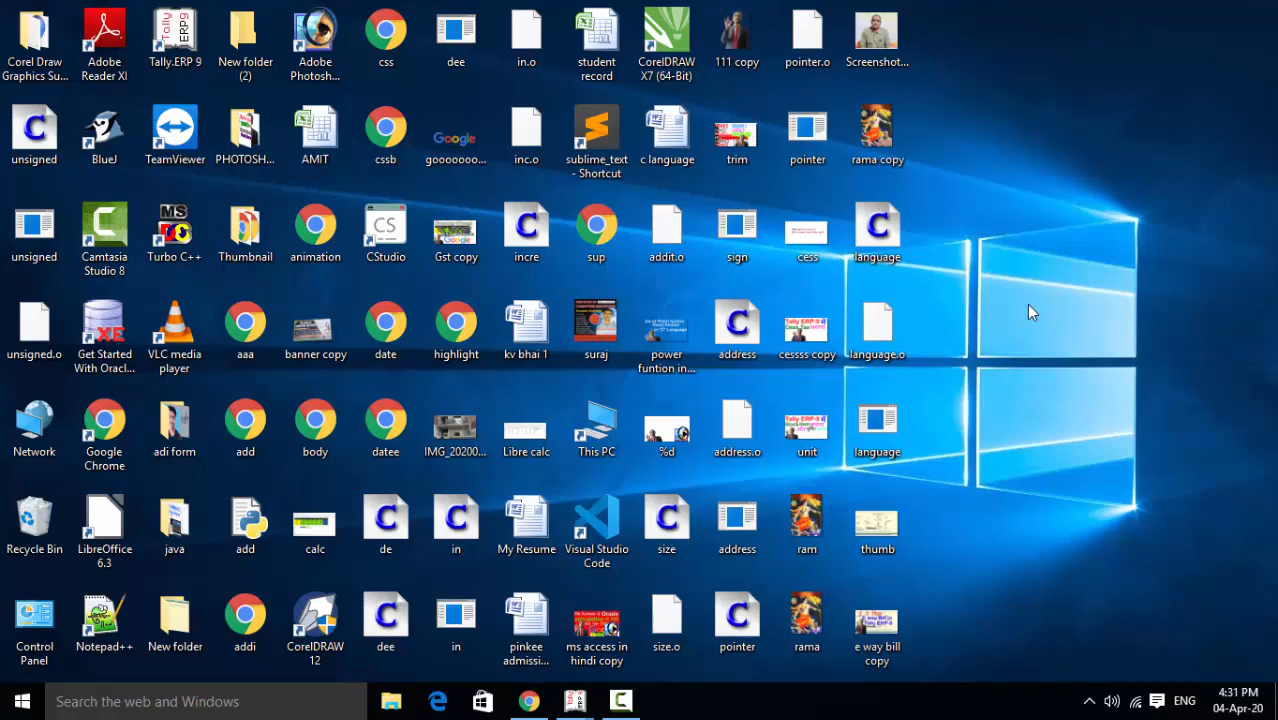 Corel Draw
Graphics Su...
Adobe
Reader XI
Tally.ERP 9
New folder
(2)
Adobe
Photosh...
css
dee
in.o
student
record
CorelDRAW
X7 (64-Bit)
111 copy
pointer.o
Screenshot...
unsigned
BlueJ
TeamViewer
PHOTOSH...
AMIT
cssb
Google
gooooooo...
inc.o
sublime_text
- Shortcut
c language
trim
pointer
rama copy
unsigned
Camtasia
Studio 8
Turbo C++
Thumbnail
animation
CStudio
Gst copy
incre
sup
addit.o
sign
cess
language
unsigned.o
Get Started
With Oracl...
VLC media
player
aaa
banner copy
date
highlight
kv bhai 1
suraj
power
funtion in...
address
cessss copy
language.o
Network
Google
Chrome
adi form
add
body
datee
IMG_20200...
Libre calc
This PC
%d
address.o
unit
language
Recycle Bin
LibreOffice
6.3
java
add
calc
de
in
My Resume
Visual Studio
Code
size
address
ram
thumb
Control
Panel
Notepad++
New folder
addi
CorelDRAW
12
dee
in
pinkee
admissi...
ms access in
hindi copy
size.o
pointer
rama
e way bill
copy
Search the web and Windows
ENG
4:31 PM
04-Apr-20